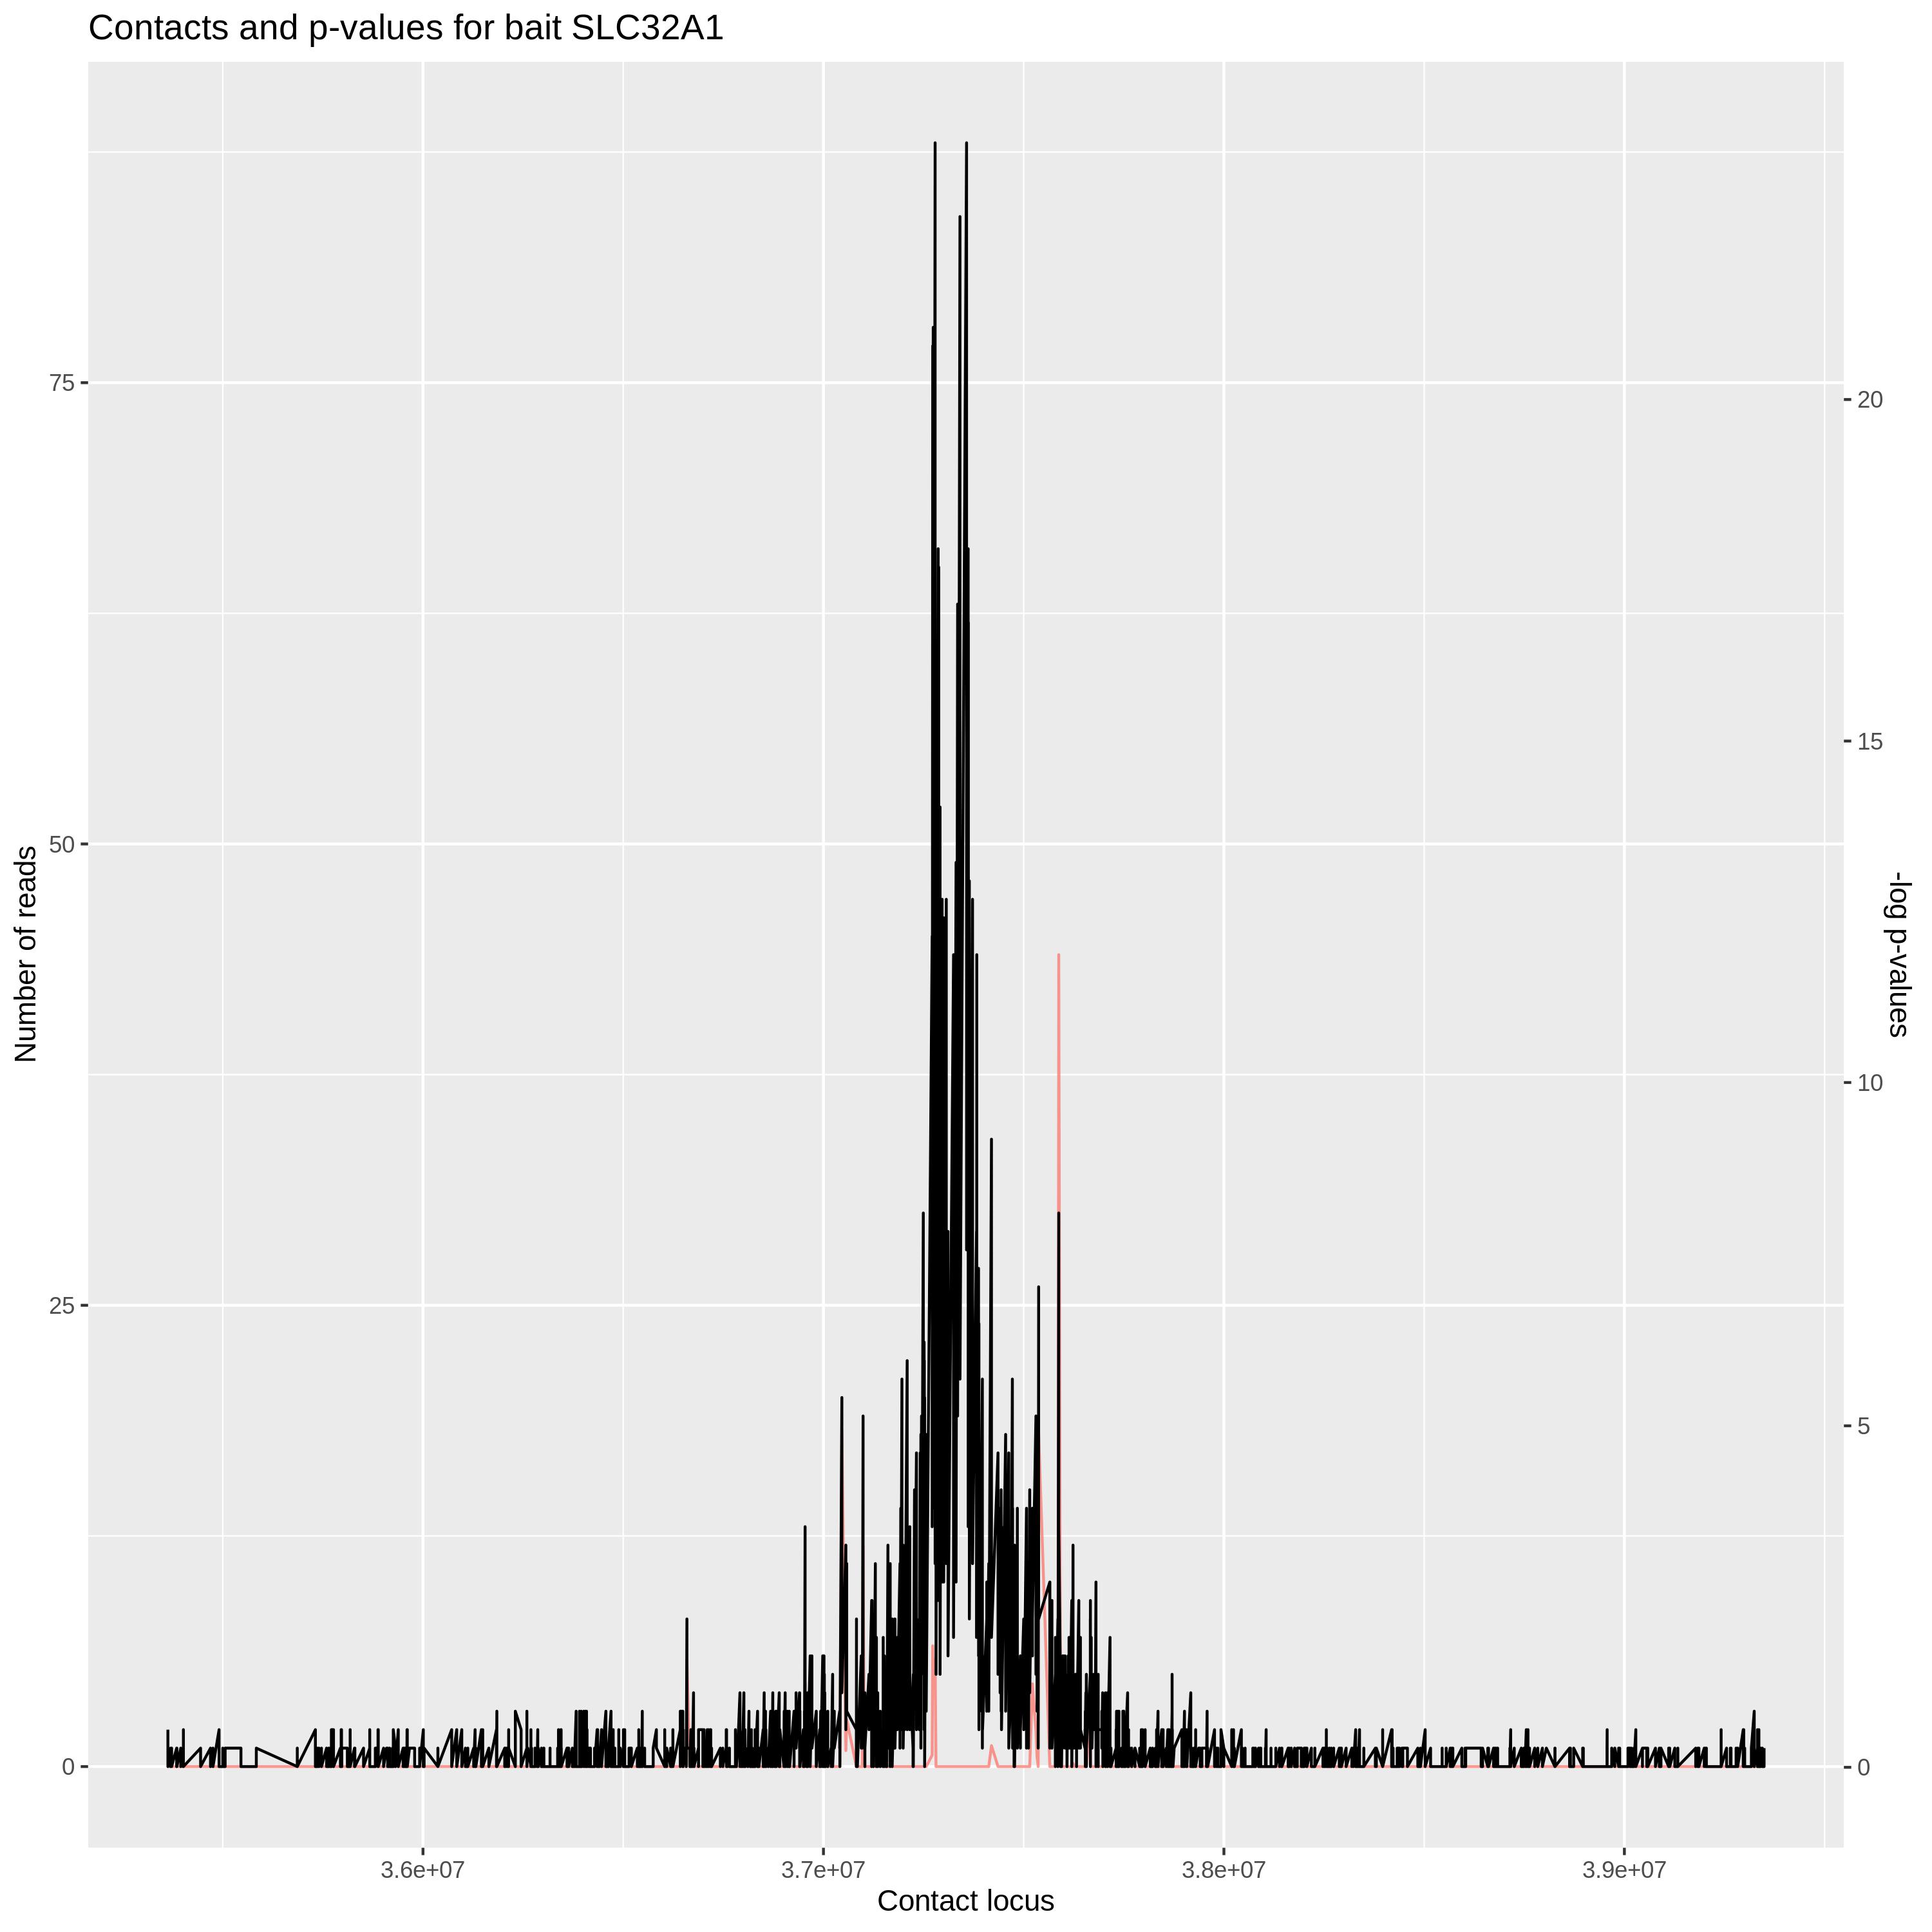 Contacts and p-values for bait SLC32A1
75
50
25
0
Number of reads
20
15
10
5
0
-log p-values
3.6e+07
3.7e+07
3.8e+07
3.9e+07
Contact locus